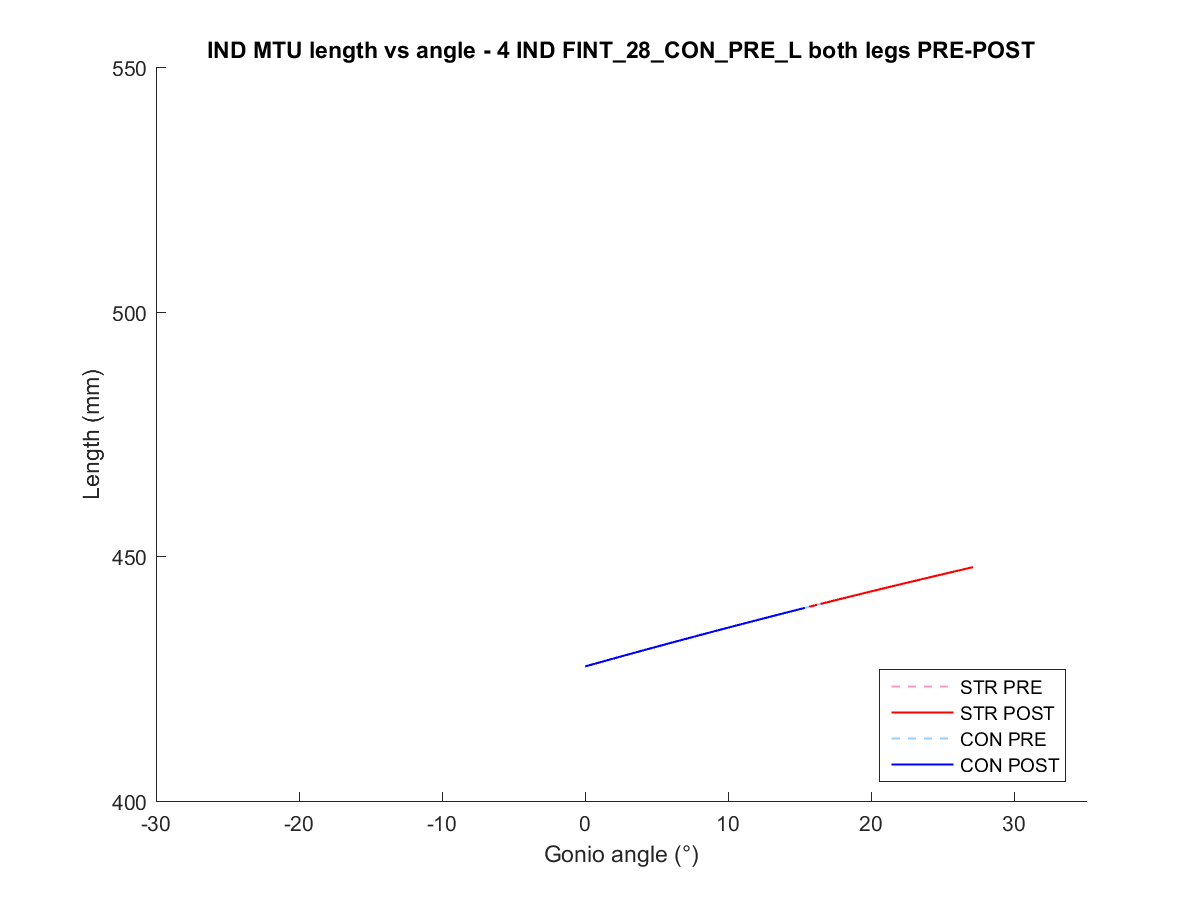 IND MTU length vs angle - 4 IND FINT_28_CON_PRE_L both legs PRE-POST
550
500
450
400
Length (mm)
-30 -20 -10 0 10 20 30
Gonio angle (°)
STR PRE
STR POST
CON PRE
CON POST